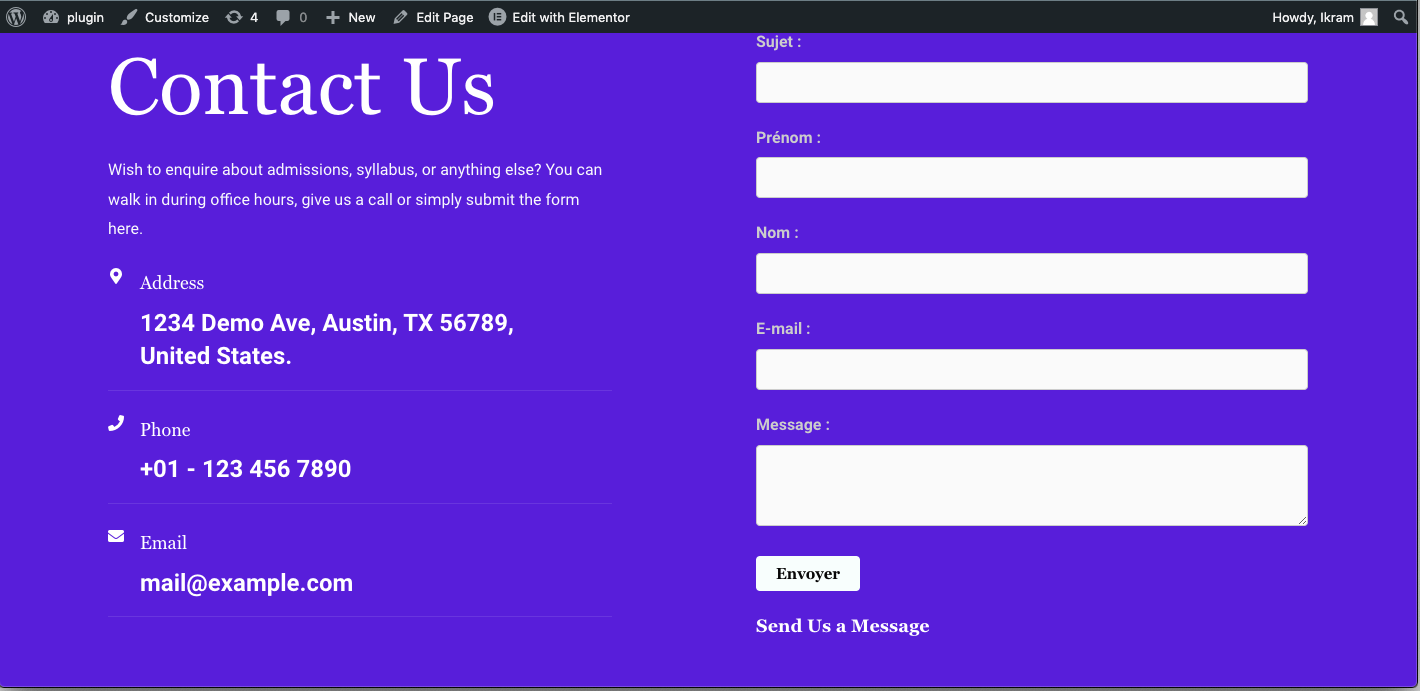 plugin Customize 4 0 New Edit Page Edit with Elementor Howdy, Ikram
Contact Us
Wish to enquire about admissions, syllabus, or anything else? You can
walk in during office hours, give us a call or simply submit the form
here.
Address
1234 Demo Ave, Austin, TX 56789,
United States.
Phone
+01 - 123 456 7890
Email
mail@example.com
Sujet :
Prénom :
Nom :
E-mail :
Message :
Envoyer
Send Us a Message